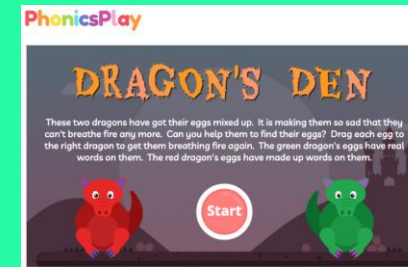 PhonicsPlay
DRAGON'S DEN
These two dragons have got their eggs mixed up. It is making them so sad that they
can't breathe fire any more. Can you help them to find their eggs? Drag each egg to
the right dragon to get them breathing fire again. The green dragon's eggs have real
words on them. The red dragon's eggs have made up words on them.
Start